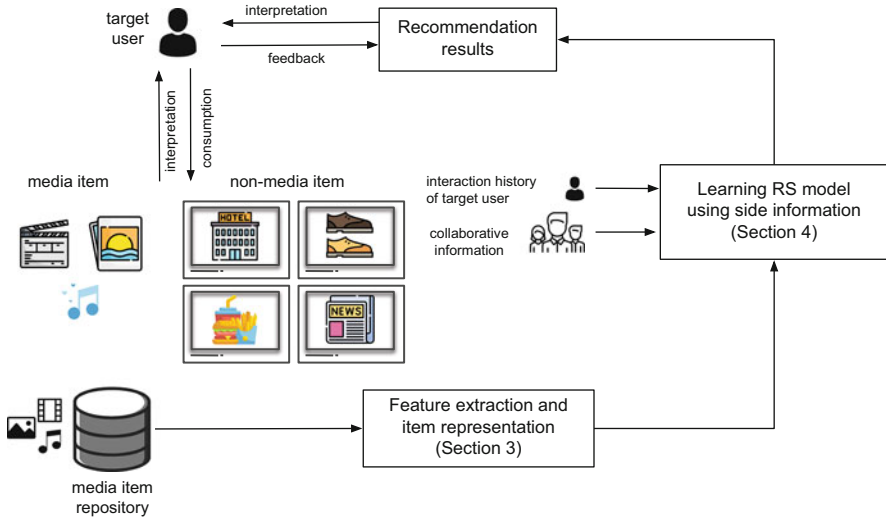 target
user
interpretation
feedback
Recommendation
results
interpretation
consumption
media item
non-media item
HOTEL
NEWS
interaction history
of target user
collaborative
information
Learning RS model
using side information
(Section 4)
Feature extraction and
item representation
(Section 3)
media item
repository